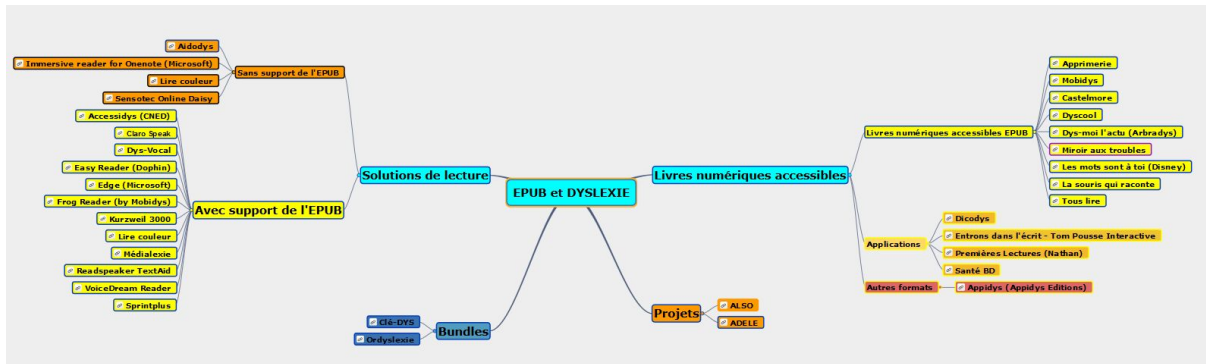 EPUB et DYSLEXIE
Solutions de lecture
Sans support de l'EPUB
Aidodys
Immersive reader for Onenote (Microsoft)
Lire couleur
Sensotec Online Daisy
Avec support de l'EPUB
Accessidys (CNED)
Claro Speak
Dys-Vocal
Easy Reader (Dophin)
Edge (Microsoft)
Frog Reader (by Mobidys)
Kurzweil 3000
Lire couleur
Médialexie
Readspeaker TextAid
VoiceDream Reader
Sprintplus
Bundles
Clé-DYS
Ordyslexie
Livres numériques accessibles
Livres numériques accessibles EPUB
Apprimerie
Mobidys
Castelmore
Dyscool
Dys-moi l'actu (Arbradys)
Miroir aux troubles
Les mots sont à toi (Disney)
La souris qui raconte
Tous lire
Applications
Dicodys
Entrons dans l'écrit - Tom Pousse Interactive
Premières Lectures (Nathan)
Santé BD
Autres formats
Appidys (Appidys Editions)
Projets
ALSO
ADELE